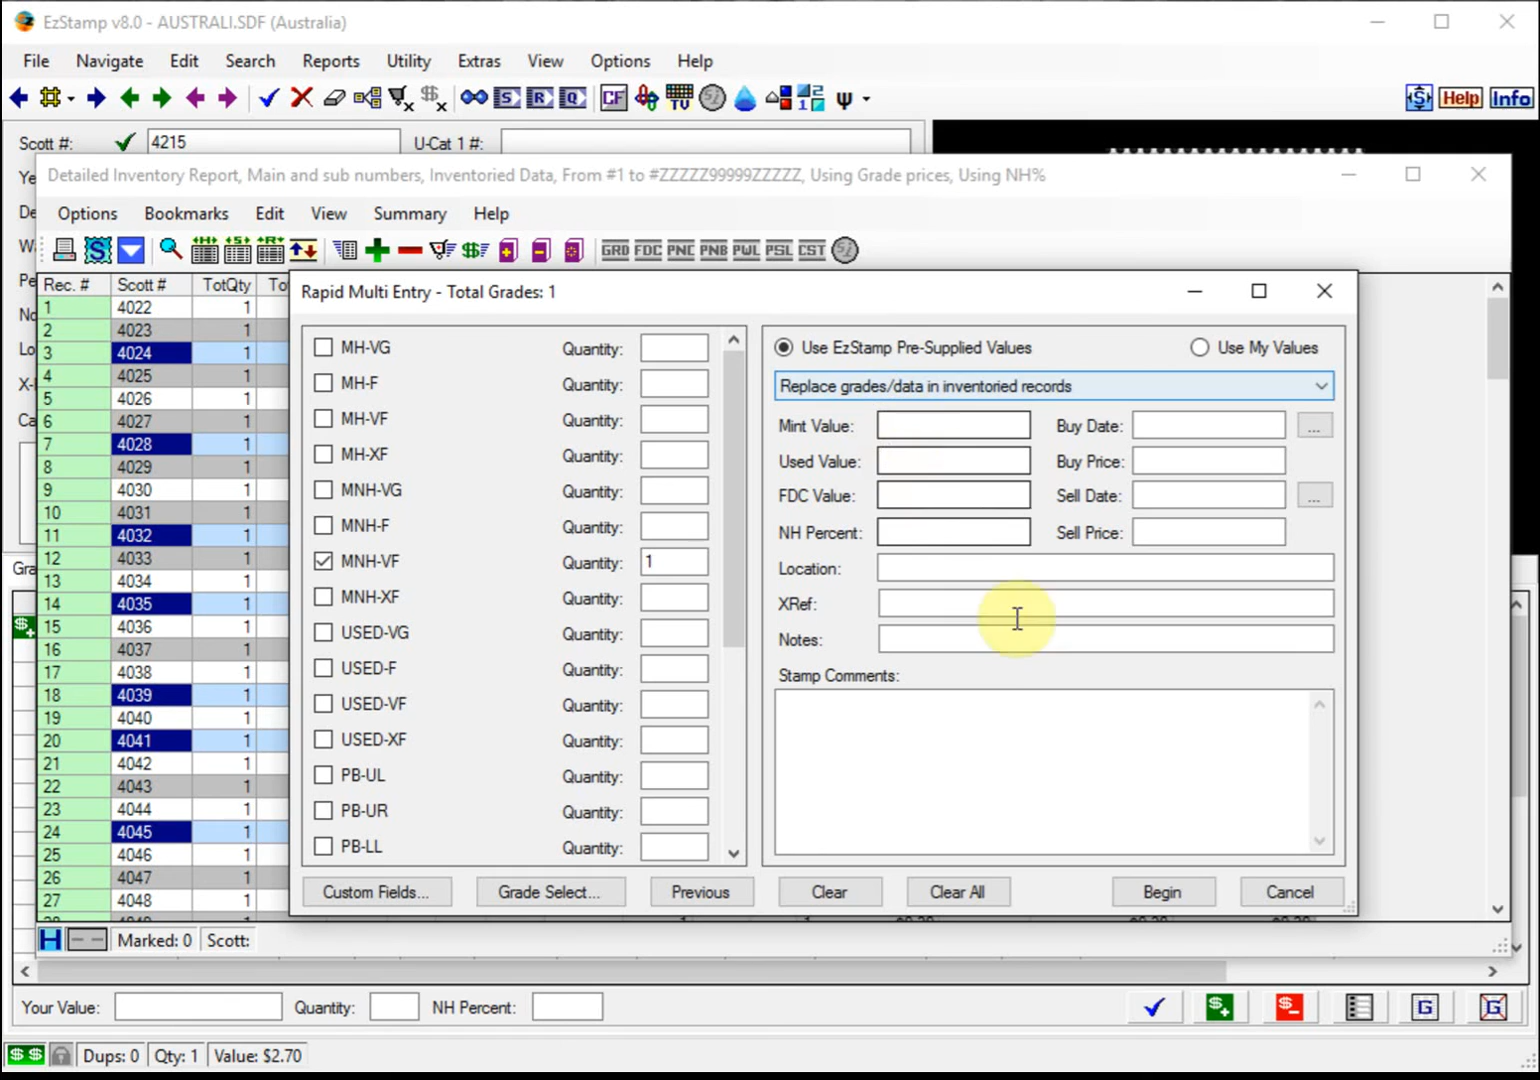 EzStamp v8.0 - AUSTRALI.SDF (Australia)
File Navigate Edit Search Reports Utility Extras View Options Help
S R Q CF TV 1 2 Ψ $ Help Info
Scott #: 4215 U-Cat 1 #:
Detailed Inventory Report, Main and sub numbers, Inventoried Data, From #1 to #ZZZZZ99999ZZZZZ, Using Grade prices, Using NH%
Options Bookmarks Edit View Summary Help
GRD FDC PNC PNB PWL PSL CST
Rec. # Scott # TotQty
1 4022 1
2 4023 1
3 4024 1
4 4025 1
5 4026 1
6 4027 1
7 4028 1
8 4029 1
9 4030 1
10 4031 1
11 4032 1
12 4033 1
13 4034 1
14 4035 1
15 4036 1
16 4037 1
17 4038 1
18 4039 1
19 4040 1
20 4041 1
21 4042 1
22 4043 1
23 4044 1
24 4045 1
25 4046 1
26 4047 1
27 4048 1
Rapid Multi Entry - Total Grades: 1
MH-VG Quantity:
MH-F Quantity:
MH-VF Quantity:
MH-XF Quantity:
MNH-VG Quantity:
MNH-F Quantity:
MNH-VF Quantity: 1
MNH-XF Quantity:
USED-VG Quantity:
USED-F Quantity:
USED-VF Quantity:
USED-XF Quantity:
PB-UL Quantity:
PB-UR Quantity:
PB-LL Quantity:
Use EzStamp Pre-Supplied Values Use My Values
Replace grades/data in inventoried records
Mint Value: Buy Date: ...
Used Value: Buy Price:
FDC Value: Sell Date: ...
NH Percent: Sell Price:
Location:
XRef:
Notes:
Stamp Comments:
Custom Fields... Grade Select... Previous Clear Clear All Begin Cancel
H Marked: 0 Scott:
Your Value: Quantity: NH Percent:
$+ $- G G
$ $ Dups: 0 Qty: 1 Value: $2.70